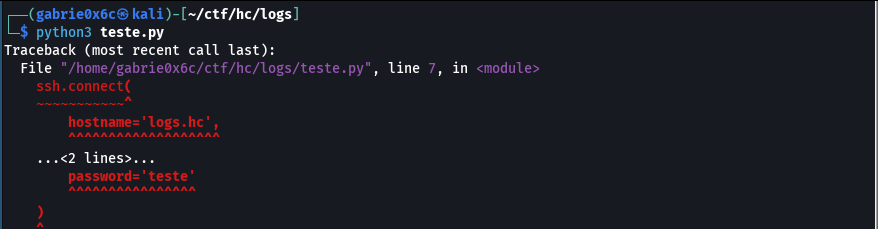 ┌──(gabrie0x6c㉿kali)-[~/ctf/hc/logs]
└─$ python3 teste.py
Traceback (most recent call last):
  File "/home/gabrie0x6c/ctf/hc/logs/teste.py", line 7, in <module>
    ssh.connect(
    ~~~~~~~~~~~^
        hostname='logs.hc',
        ^^^^^^^^^^^^^^^^^^^
    ...<2 lines>...
        password='teste'
        ^^^^^^^^^^^^^^^^
    )
    ^